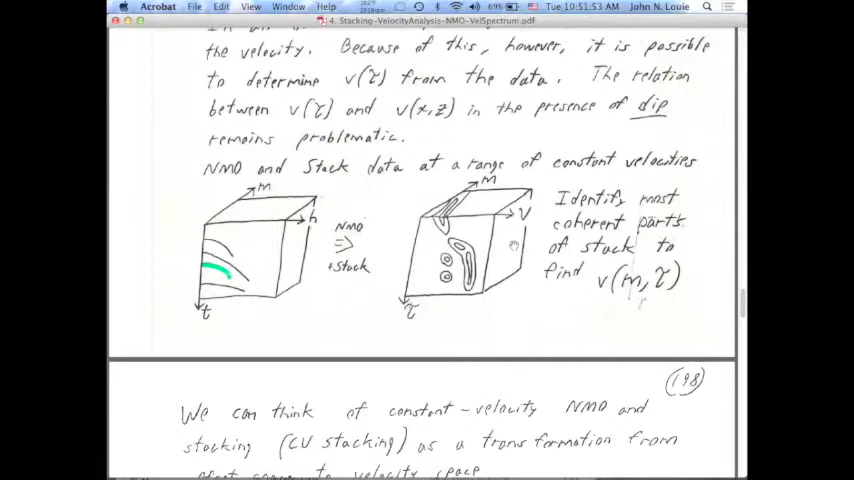 Acrobat File Edit View Window Help 69% Tue 10:51:53 AM John N. Louie
4. Stacking-VelocityAnalysis-NMO-VelSpectrum.pdf
the velocity. Because of this, however, it is possible
to determine v(τ) from the data. The relation
between v(τ) and v(x,z) in the presence of dip
remains problematic.
NMO and Stack data at a range of constant velocities
m
h
t
NMO
⇒
+Stack
m
V
τ
Identify most
coherent parts
of stack to
find v(m,τ)
(198)
We can think of constant-velocity NMO and
stacking (CV stacking) as a transformation from
to velocity space